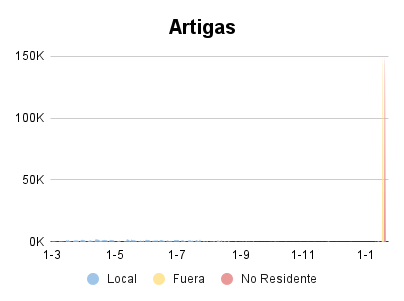 Artigas
150K
100K
50K
0K
1-3 1-5 1-7 1-9 1-11 1-1
Local Fuera No Residente